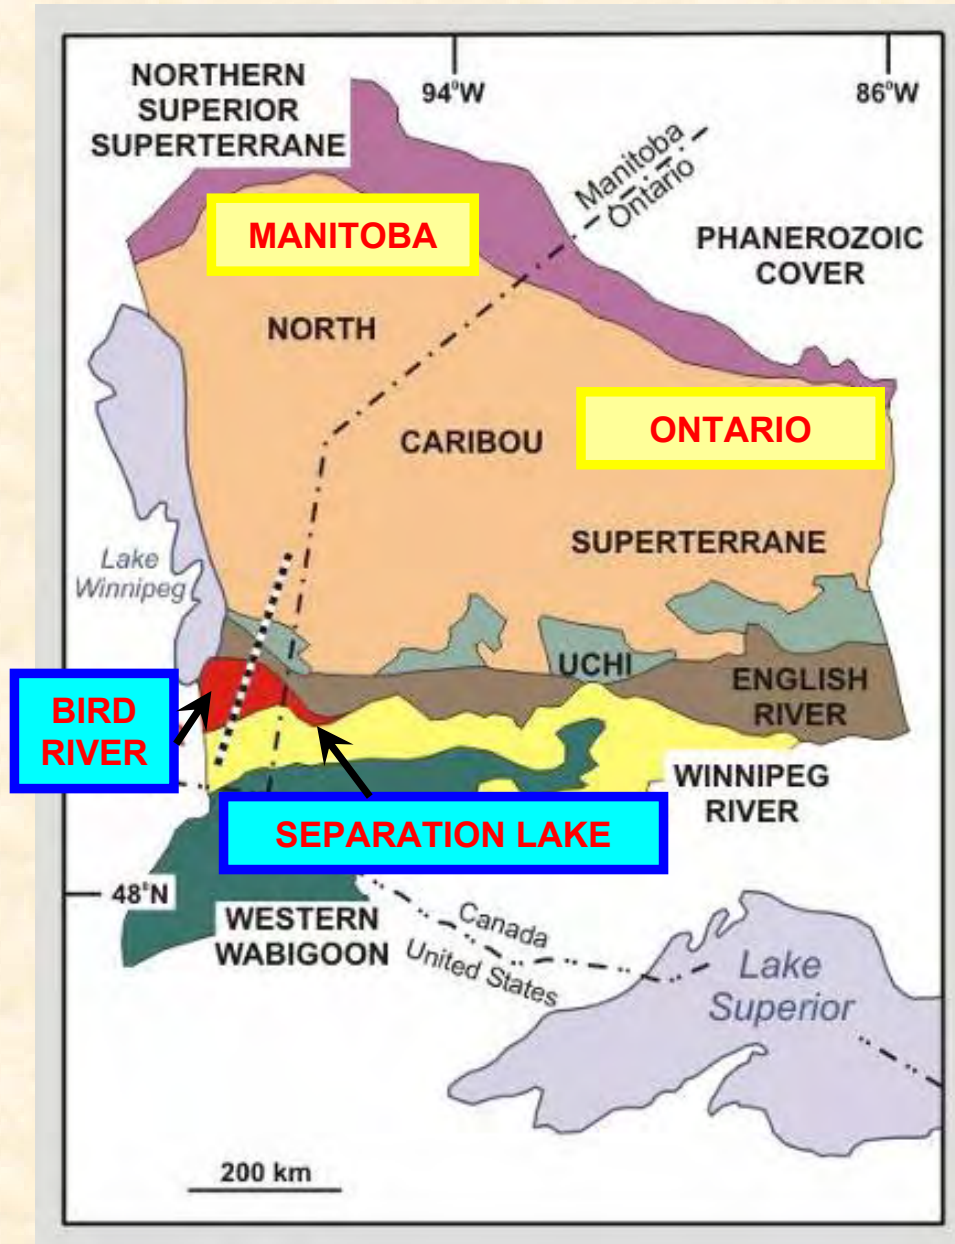 NORTHERN
SUPERIOR
SUPERTERRANE
94°W
86°W
Manitoba
Ontario
MANITOBA
PHANEROZOIC
COVER
NORTH
CARIBOU
ONTARIO
SUPERTERRANE
Lake
Winnipeg
UCHI
ENGLISH
RIVER
BIRD
RIVER
WINNIPEG
RIVER
SEPARATION LAKE
48°N
WESTERN
WABIGOON
Canada
United States
Lake
Superior
200 km